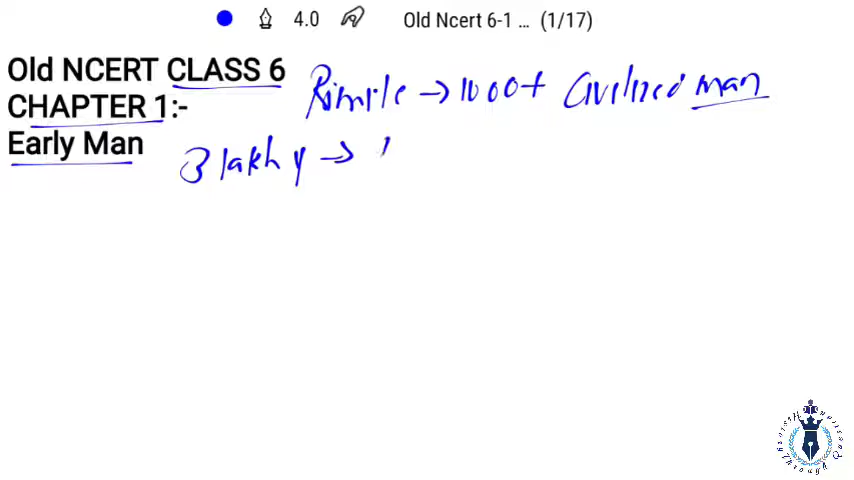 4.0 Old Ncert 6-1 ... (1/17)
Old NCERT CLASS 6
CHAPTER 1:-
Early Man
→ 1000+ Civilized man
3 lakh y →
Through